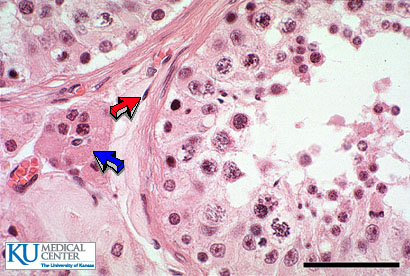 KU MEDICAL
CENTER
The University of Kansas